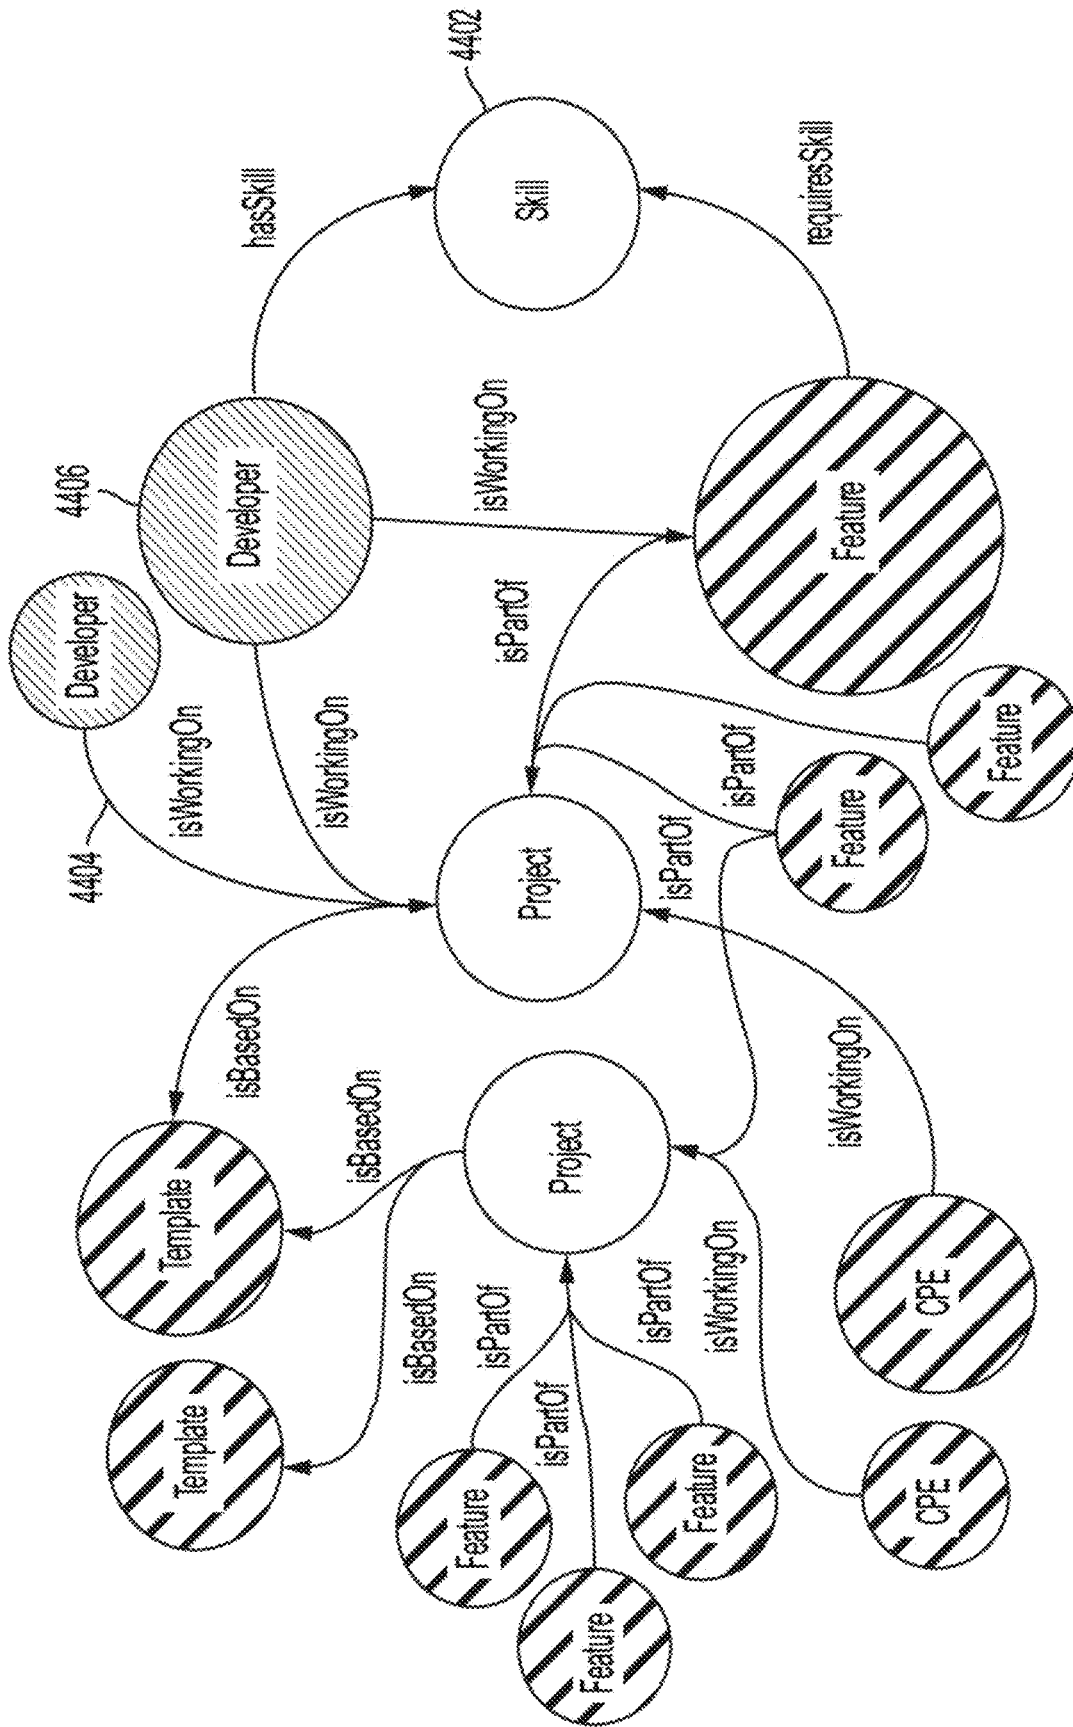 Template
Template
isBasedOn
isBasedOn
isBasedOn
4404
isWorkingOn
Developer
4406
Developer
isWorkingOn
hasSkill
4402
Skill
isWorkingOn
isPartOf
Project
Project
Feature
isPartOf
Feature
isPartOf
Feature
isPartOf
isWorkingOn
CPE
CPE
isWorkingOn
isPartOf
isPartOf
Feature
Feature
Feature
requiresSkill